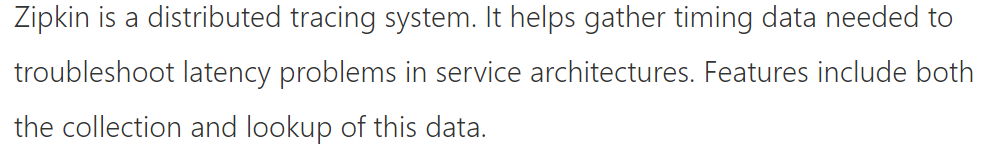 Zipkin is a distributed tracing system. It helps gather timing data needed to
troubleshoot latency problems in service architectures. Features include both
the collection and lookup of this data.